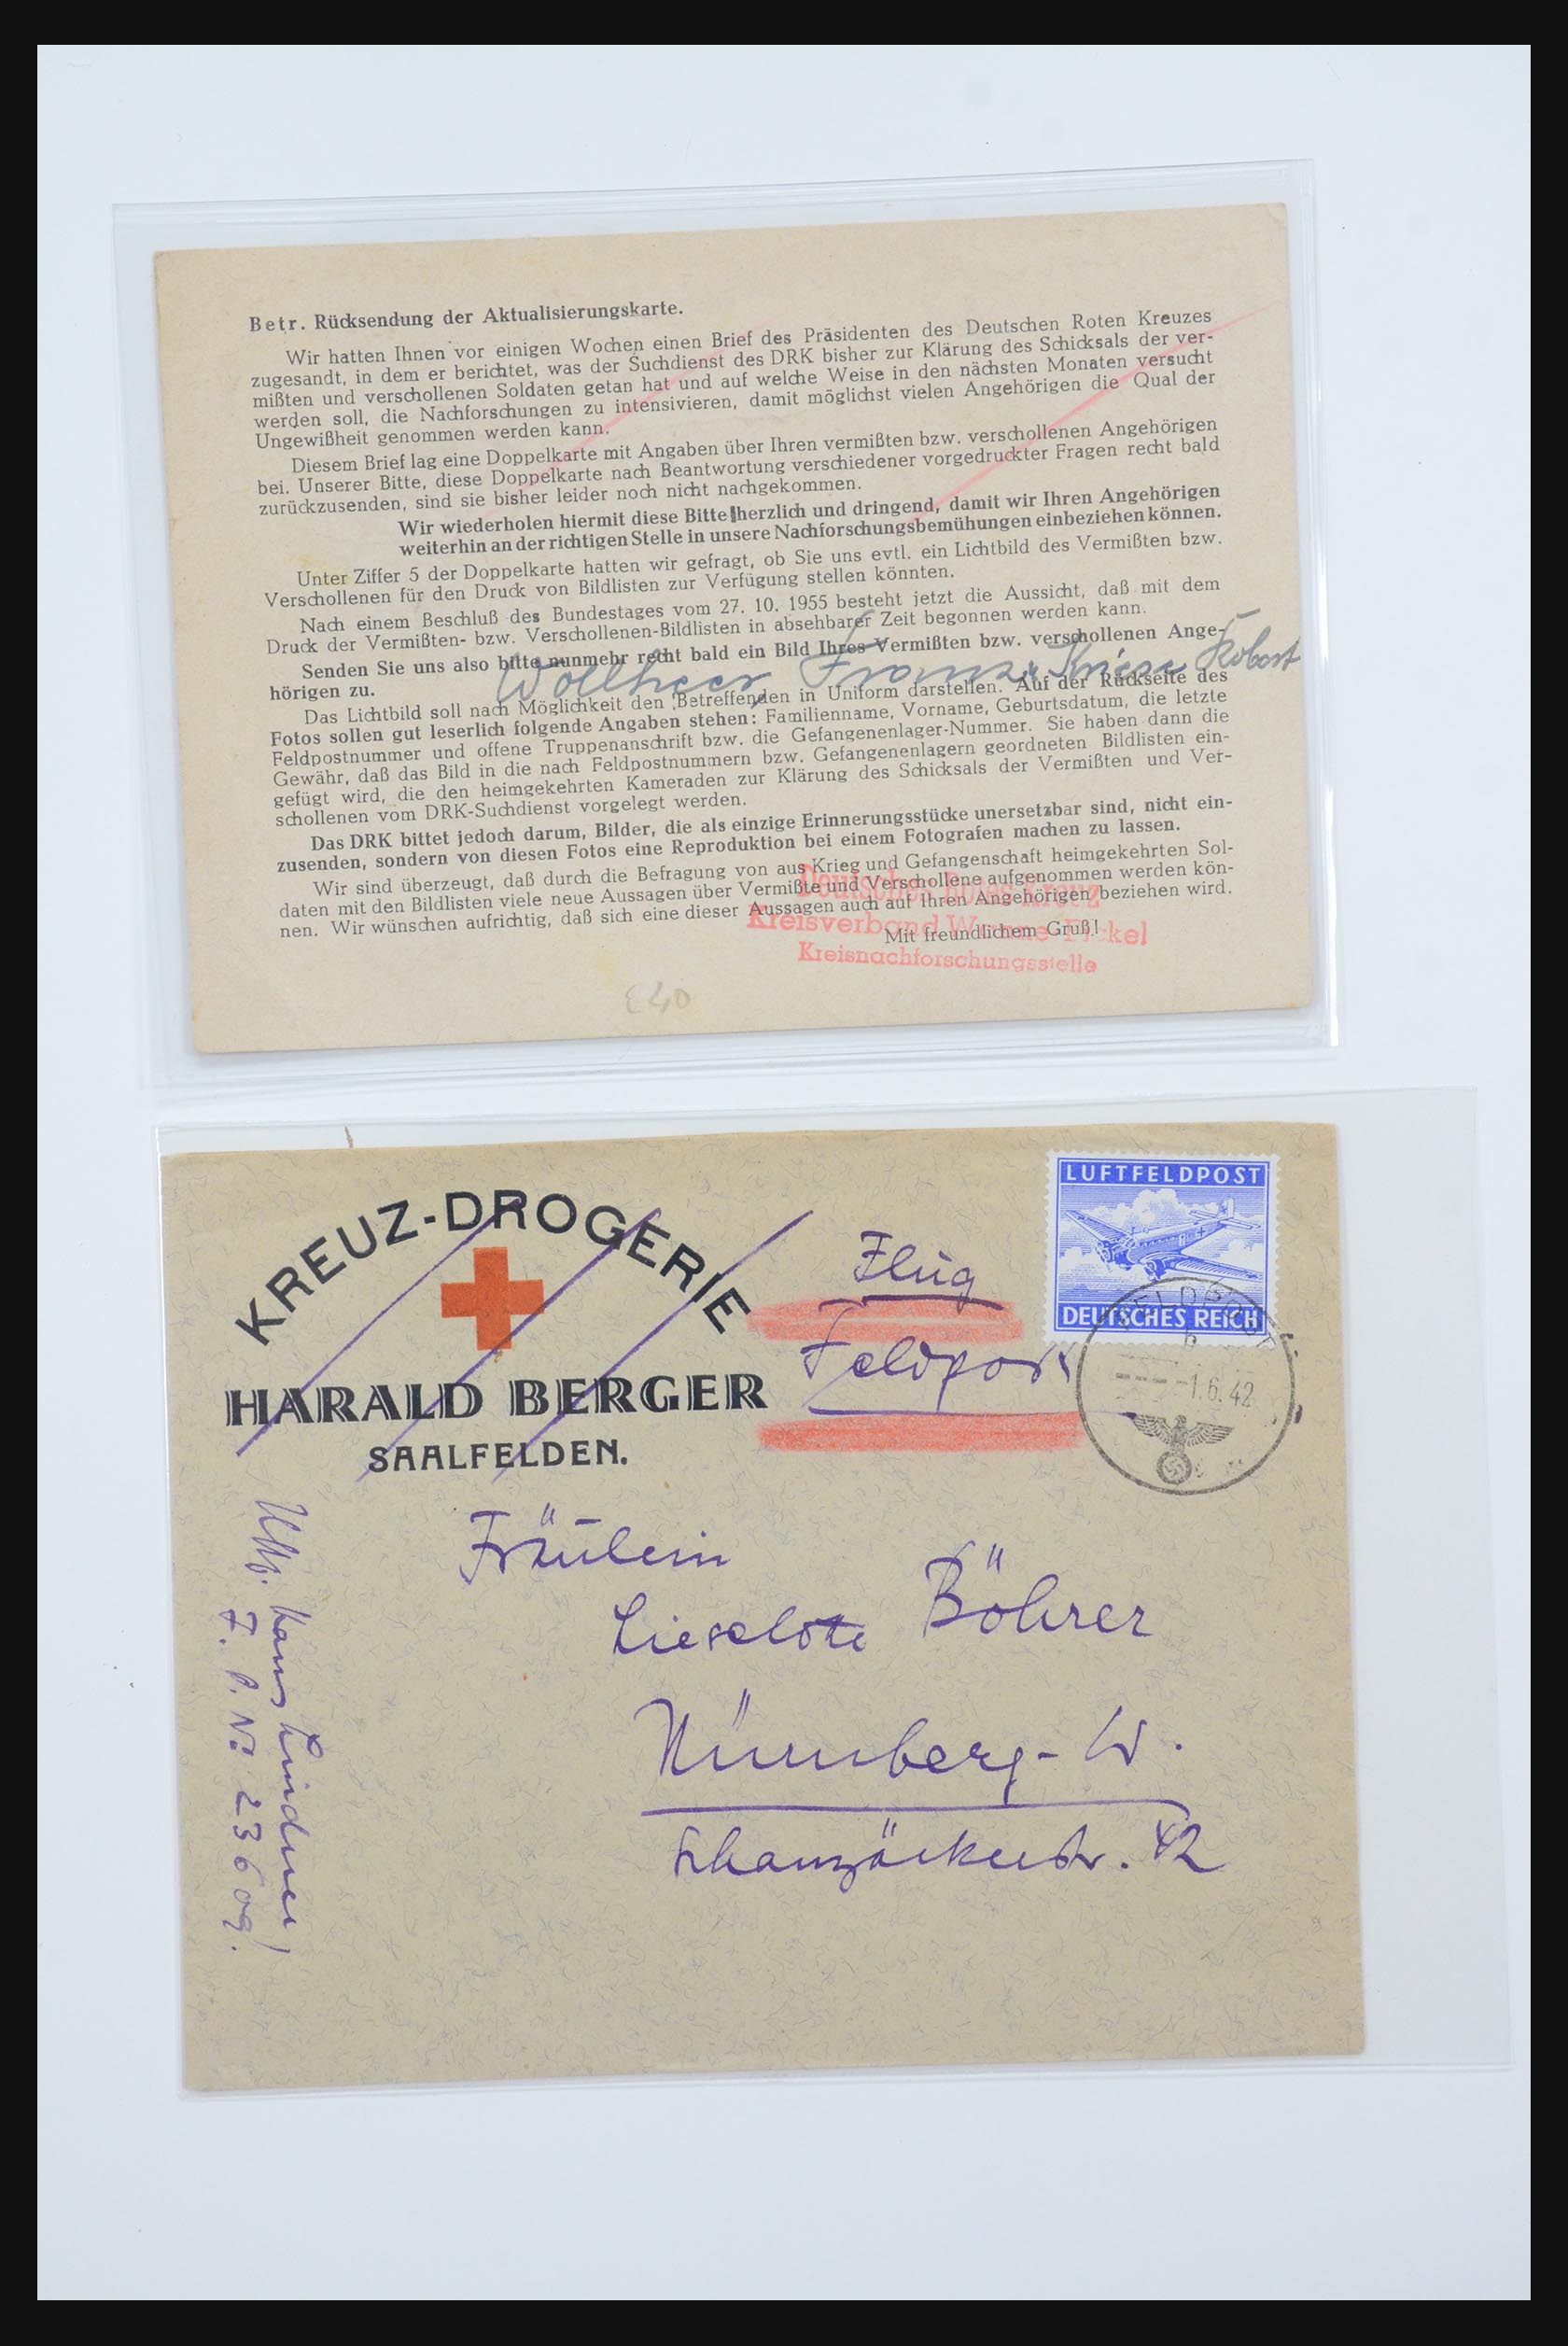 Betr. Rücksendung der Aktualisierungskarte.
Wir hatten Ihnen vor einigen Wochen einen Brief des Präsidenten des Deutschen Roten Kreuzes
zugesandt, in dem er berichtet, was der Suchdienst des DRK bisher zur Klärung des Schicksals der ver-
mißten und verschollenen Soldaten getan hat und auf welche Weise in den nächsten Monaten versucht
werden soll, die Nachforschungen zu intensivieren, damit möglichst vielen Angehörigen die Qual der
Ungewißheit genommen werden kann.
Diesem Brief lag eine Doppelkarte mit Angaben über Ihren vermißten bzw. verschollenen Angehörigen
bei. Unserer Bitte, diese Doppelkarte nach Beantwortung verschiedener vorgedruckter Fragen recht bald
zurückzusenden, sind sie bisher leider noch nicht nachgekommen.
Wir wiederholen hiermit diese Bitte herzlich und dringend, damit wir Ihren Angehörigen
weiterhin an der richtigen Stelle in unsere Nachforschungsbemühungen einbeziehen können.
Unter Ziffer 5 der Doppelkarte hatten wir gefragt, ob Sie uns evtl. ein Lichtbild des Vermißten bzw.
Verschollenen für den Druck von Bildlisten zur Verfügung stellen könnten.
Nach einem Beschluß des Bundestages vom 27. 10. 1955 besteht jetzt die Aussicht, daß mit dem
Druck der Vermißten- bzw. Verschollenen-Bildlisten in absehbarer Zeit begonnen werden kann.
Senden Sie uns also bitte nunmehr recht bald ein Bild Ihres Vermißten bzw. verschollenen Ange-
hörigen zu.
Franz Robert
Das Lichtbild soll nach Möglichkeit den Betreffenden in Uniform darstellen. Auf der Rückseite des
Fotos sollen gut leserlich folgende Angaben stehen: Familienname, Vorname, Geburtsdatum, die letzte
Feldpostnummer und offene Truppenanschrift bzw. die Gefangenenlager-Nummer. Sie haben dann die
Gewähr, daß das Bild in die nach Feldpostnummern bzw. Gefangenenlagern geordneten Bildlisten ein-
gefügt wird, die den heimgekehrten Kameraden zur Klärung des Schicksals der Vermißten und Ver-
schollenen vom DRK-Suchdienst vorgelegt werden.
Das DRK bittet jedoch darum, Bilder, die als einzige Erinnerungsstücke unersetzbar sind, nicht ein-
zusenden, sondern von diesen Fotos eine Reproduktion bei einem Fotografen machen zu lassen.
Wir sind überzeugt, daß durch die Befragung von aus Krieg und Gefangenschaft heimgekehrten Sol-
daten mit den Bildlisten viele neue Aussagen über Vermißte und Verschollene aufgenommen werden kön-
nen. Wir wünschen aufrichtig, daß sich eine dieser Aussagen auch auf Ihren Angehörigen beziehen wird.
Mit freundlichem Gruß!
Deutsches Rotes Kreuz
Kreisverband Wanne-Eickel
Kreisnachforschungsstelle
£40
KREUZ-DROGERIE
HARALD BERGER
SAALFELDEN.
Flug
Feldpost
LUFTFELDPOST
DEUTSCHES REICH
FELDPOST
b
-1.6.42
Fräulein
Lieselote Böhrer
Nürnberg-W.
Schanzäckerstr. 42
Uffz. Hans Lindner
F.P.Nr 23609.